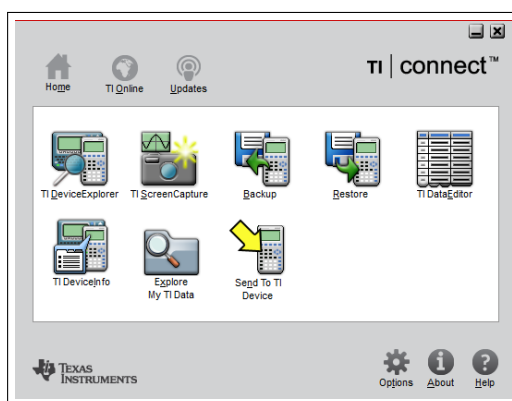 TI | connect™
Home
TI Online
Updates
TI DeviceExplorer
TI ScreenCapture
Backup
Restore
TI DataEditor
TI DeviceInfo
Explore
My TI Data
Send To TI
Device
TEXAS
INSTRUMENTS
Options
About
Help